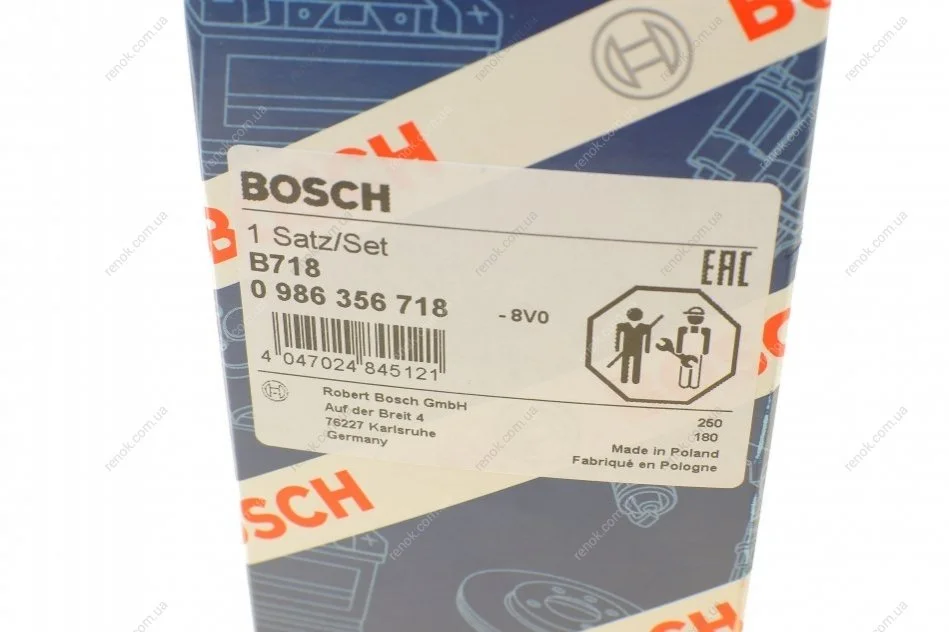 BOSCH
BOSCH
1 Satz/Set
B718
0 986 356 718
- 8V0
EAC
4 047024 845121
Robert Bosch GmbH
Auf der Breit 4
76227 Karlsruhe
Germany
250
180
Made in Poland
Fabriqué en Pologne
BOSCH
renok.com.ua